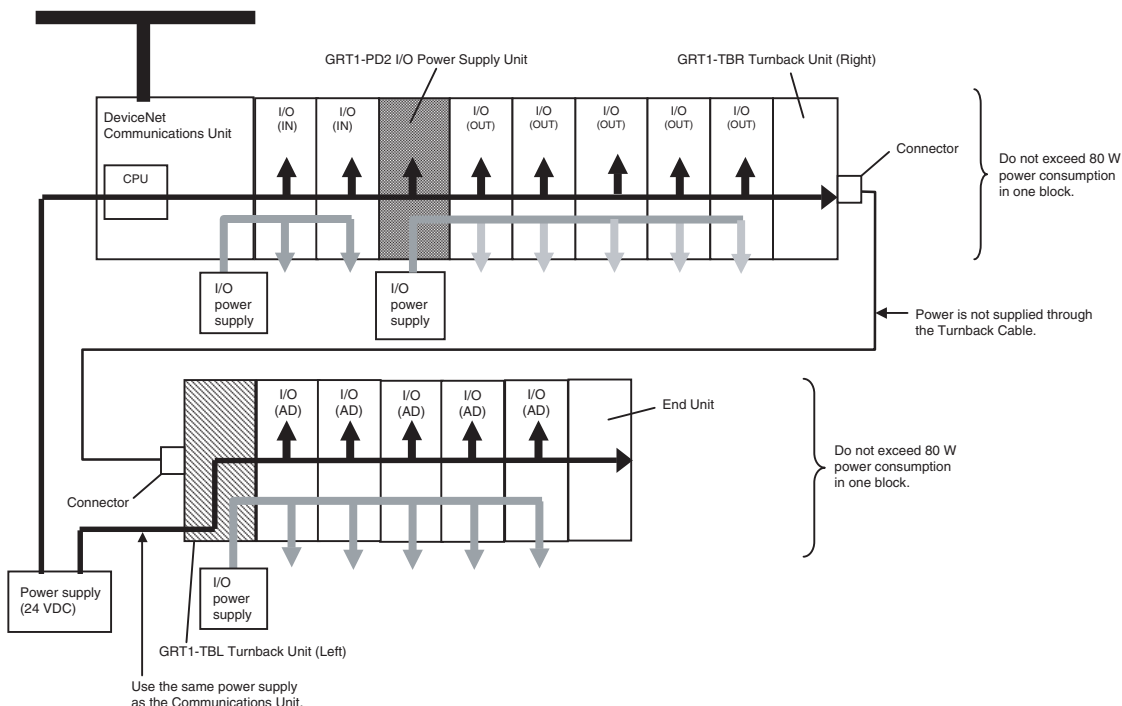 GRT1-PD2 I/O Power Supply Unit
GRT1-TBR Turnback Unit (Right)
DeviceNet
Communications Unit
CPU
I/O
(IN)
I/O
(IN)
I/O
(OUT)
I/O
(OUT)
I/O
(OUT)
I/O
(OUT)
I/O
(OUT)
Connector
Do not exceed 80 W
power consumption
in one block.
I/O
power
supply
I/O
power
supply
Power is not supplied through
the Turnback Cable.
I/O
(AD)
I/O
(AD)
I/O
(AD)
I/O
(AD)
I/O
(AD)
End Unit
Do not exceed 80 W
power consumption
in one block.
Connector
Power supply
(24 VDC)
I/O
power
supply
GRT1-TBL Turnback Unit (Left)
Use the same power supply
as the Communications Unit.